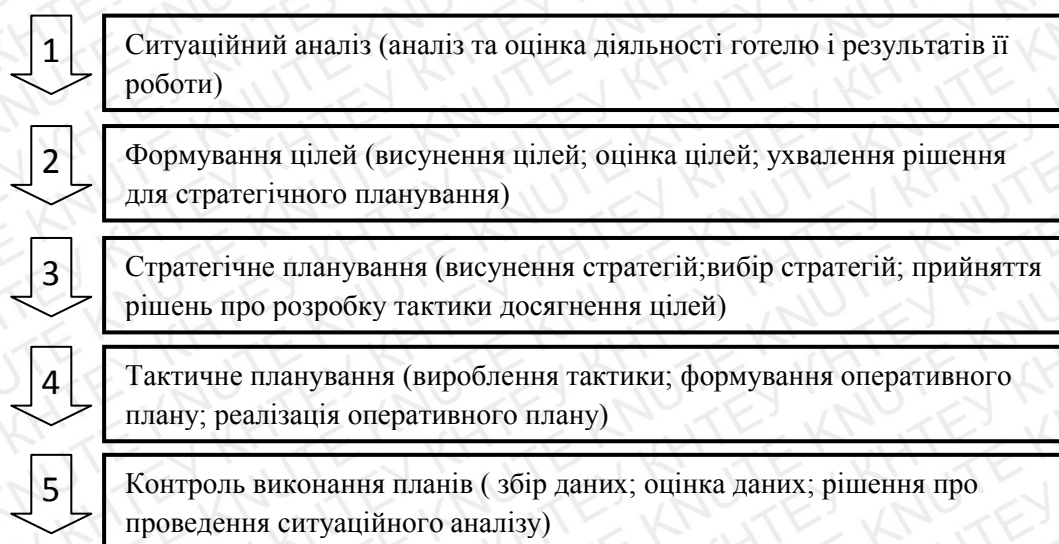 1
Ситуаційний аналіз (аналіз та оцінка діяльності готелю і результатів її
роботи)
2
Формування цілей (висунення цілей; оцінка цілей; ухвалення рішення
для стратегічного планування)
3
Стратегічне планування (висунення стратегій;вибір стратегій; прийняття
рішень про розробку тактики досягнення цілей)
4
Тактичне планування (вироблення тактики; формування оперативного
плану; реалізація оперативного плану)
5
Контроль виконання планів ( збір даних; оцінка даних; рішення про
проведення ситуаційного аналізу)